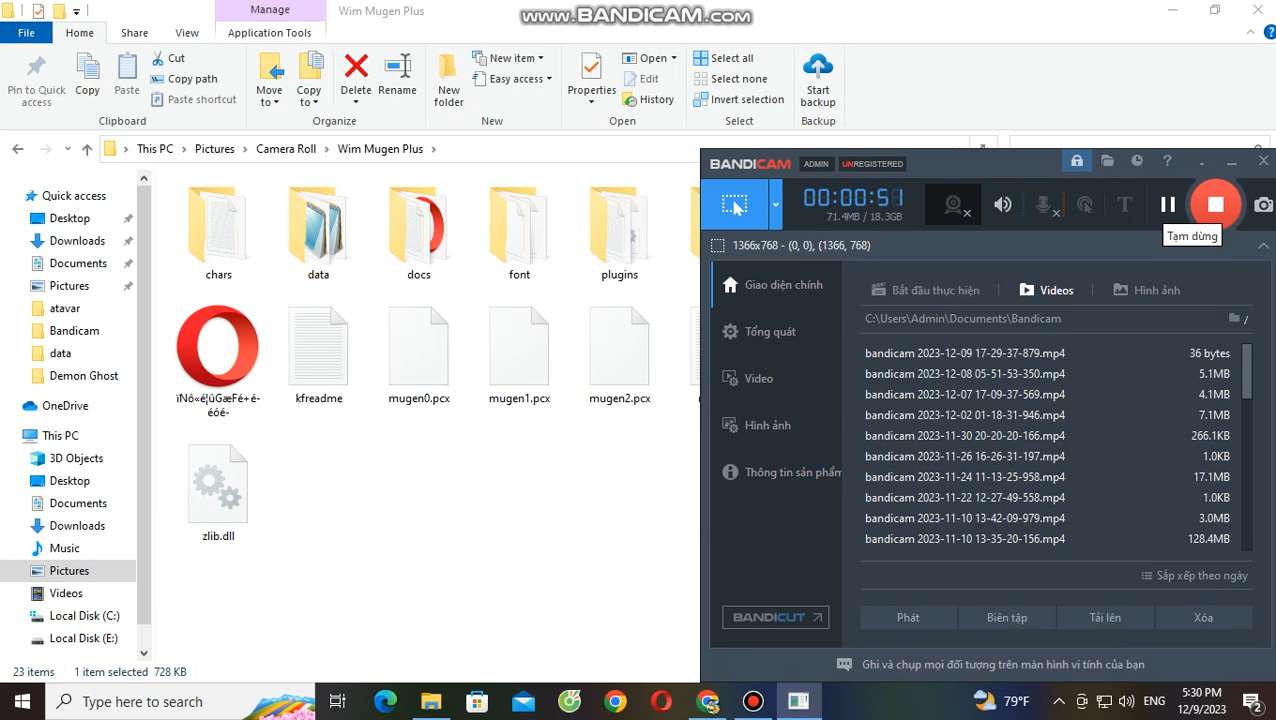 Manage
Wim Mugen Plus
www.BANDICAM.com
File
Home
Share
View
Application Tools
Pin to Quick access
Copy
Paste
Cut
Copy path
Paste shortcut
Move to
Copy to
Delete
Rename
New folder
New item
Easy access
Properties
Open
Edit
History
Select all
Select none
Invert selection
Start backup
Clipboard
Organize
New
Open
Select
Backup
This PC
Pictures
Camera Roll
Wim Mugen Plus
Quick access
Desktop
Downloads
Documents
Pictures
atavar
Bandicam
data
Demon Ghost
OneDrive
This PC
3D Objects
Desktop
Documents
Downloads
Music
Pictures
Videos
Local Disk (C:)
Local Disk (E:)
chars
data
docs
font
plugins
kfreadme
mugen0.pcx
mugen1.pcx
mugen2.pcx
zlib.dll
23 items
1 item selected 728 KB
BANDICAM ADMIN UNREGISTERED
00:00:51
71.4MB / 18.3GB
Tạm dừng
1366x768 - (0, 0), (1366, 768)
Giao diện chính
Tổng quát
Video
Hình ảnh
Thông tin sản phẩm
Bắt đầu thực hiện
Videos
Hình ảnh
C:\Users\Admin\Documents\Bandicam
/
bandicam 2023-12-09 17-29-37-879.mp4 36 bytes
bandicam 2023-12-08 05-51-53-350.mp4 5.1MB
bandicam 2023-12-07 17-09-37-569.mp4 4.1MB
bandicam 2023-12-02 01-18-31-946.mp4 7.1MB
bandicam 2023-11-30 20-20-20-166.mp4 266.1KB
bandicam 2023-11-26 16-26-31-197.mp4 1.0KB
bandicam 2023-11-24 11-13-25-958.mp4 17.1MB
bandicam 2023-11-22 12-27-49-558.mp4 1.0KB
bandicam 2023-11-10 13-42-09-979.mp4 3.0MB
bandicam 2023-11-10 13-35-20-156.mp4 128.4MB
Sắp xếp theo ngày
BANDICUT
Phát
Biên tập
Tải lên
Xóa
Ghi và chụp mọi đối tượng trên màn hình vi tính của bạn
Type here to search
79°F
ENG
5:30 PM
12/9/2023
2